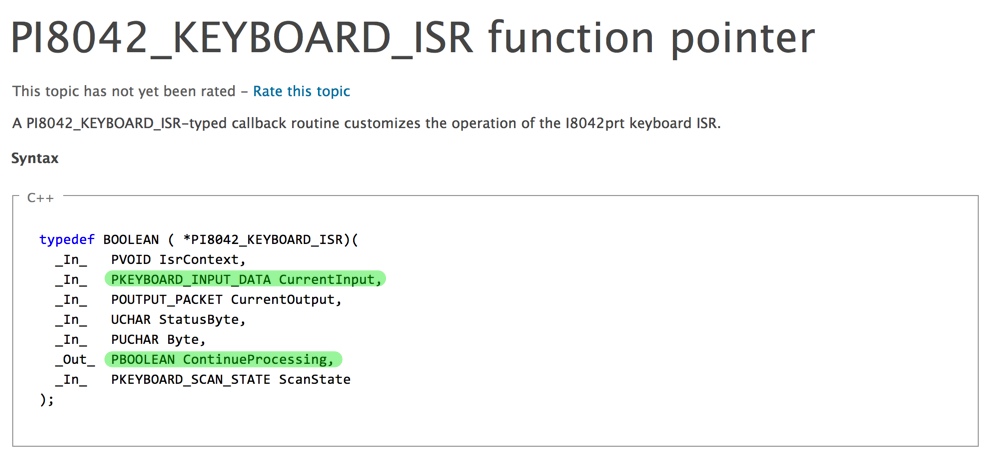 PI8042_KEYBOARD_ISR function pointer
This topic has not yet been rated – Rate this topic
A PI8042_KEYBOARD_ISR-typed callback routine customizes the operation of the I8042prt keyboard ISR.
Syntax
C++
typedef BOOLEAN ( *PI8042_KEYBOARD_ISR)(
_In_ PVOID IsrContext,
_In_ PKEYBOARD_INPUT_DATA CurrentInput,
_In_ POUTPUT_PACKET CurrentOutput,
_In_ UCHAR StatusByte,
_In_ PUCHAR Byte,
_Out_ PBOOLEAN ContinueProcessing,
_In_ PKEYBOARD_SCAN_STATE ScanState
);